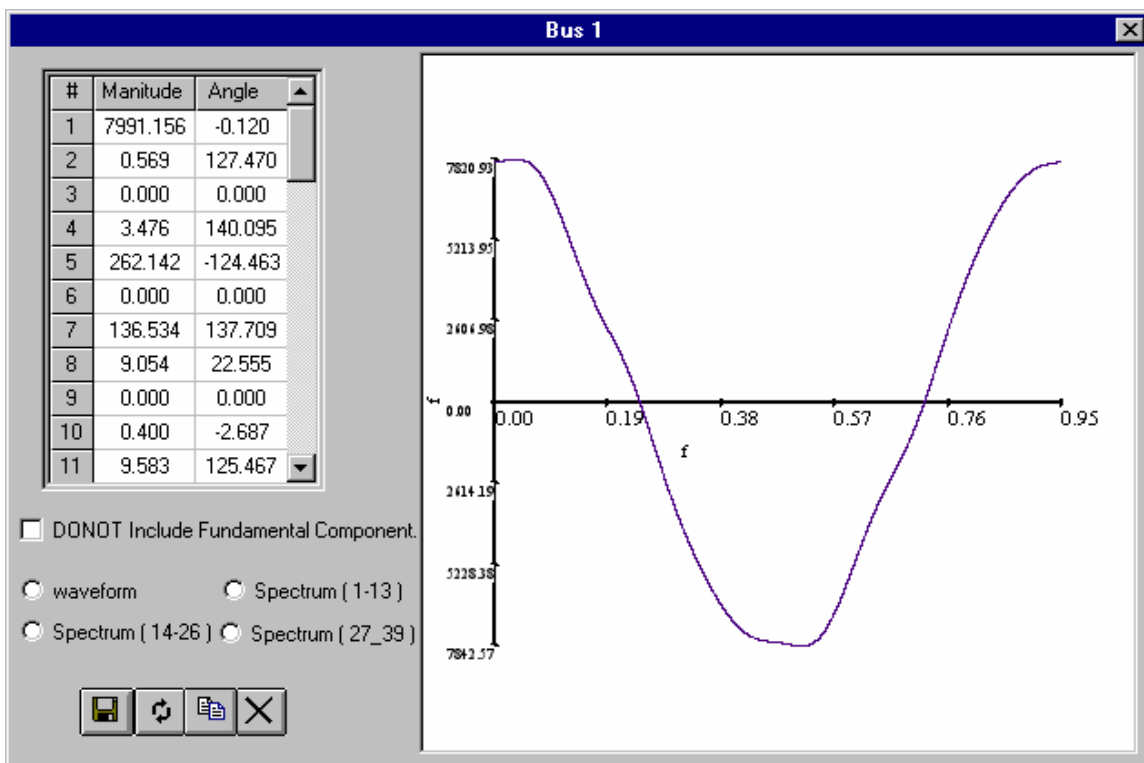 Bus 1
# Manitude Angle
1 7991.156 -0.120
2 0.569 127.470
3 0.000 0.000
4 3.476 140.095
5 262.142 -124.463
6 0.000 0.000
7 136.534 137.709
8 9.054 22.555
9 0.000 0.000
10 0.400 -2.687
11 9.583 125.467
DONOT Include Fundamental Component.
waveform
Spectrum ( 1-13 )
Spectrum ( 14-26 )
Spectrum ( 27_39 )
7820.93
5213.95
2606.98
f
0.00
0.00 0.19 0.38 0.57 0.76 0.95
f
2614.19
5228.38
7842.57